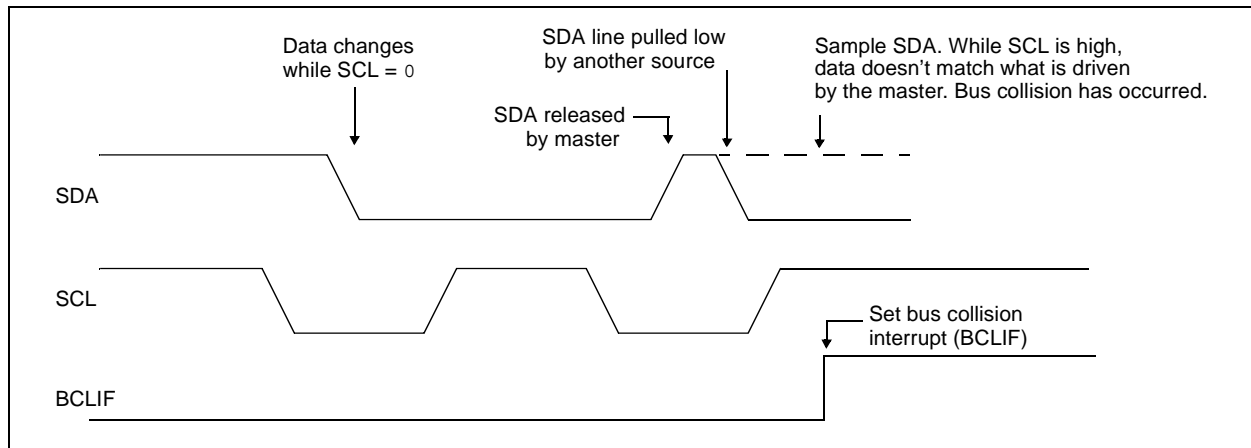 Data changes
while SCL = 0
SDA line pulled low
by another source
SDA released
by master
Sample SDA. While SCL is high,
data doesn't match what is driven
by the master. Bus collision has occurred.
SDA
SCL
Set bus collision
interrupt (BCLIF)
BCLIF